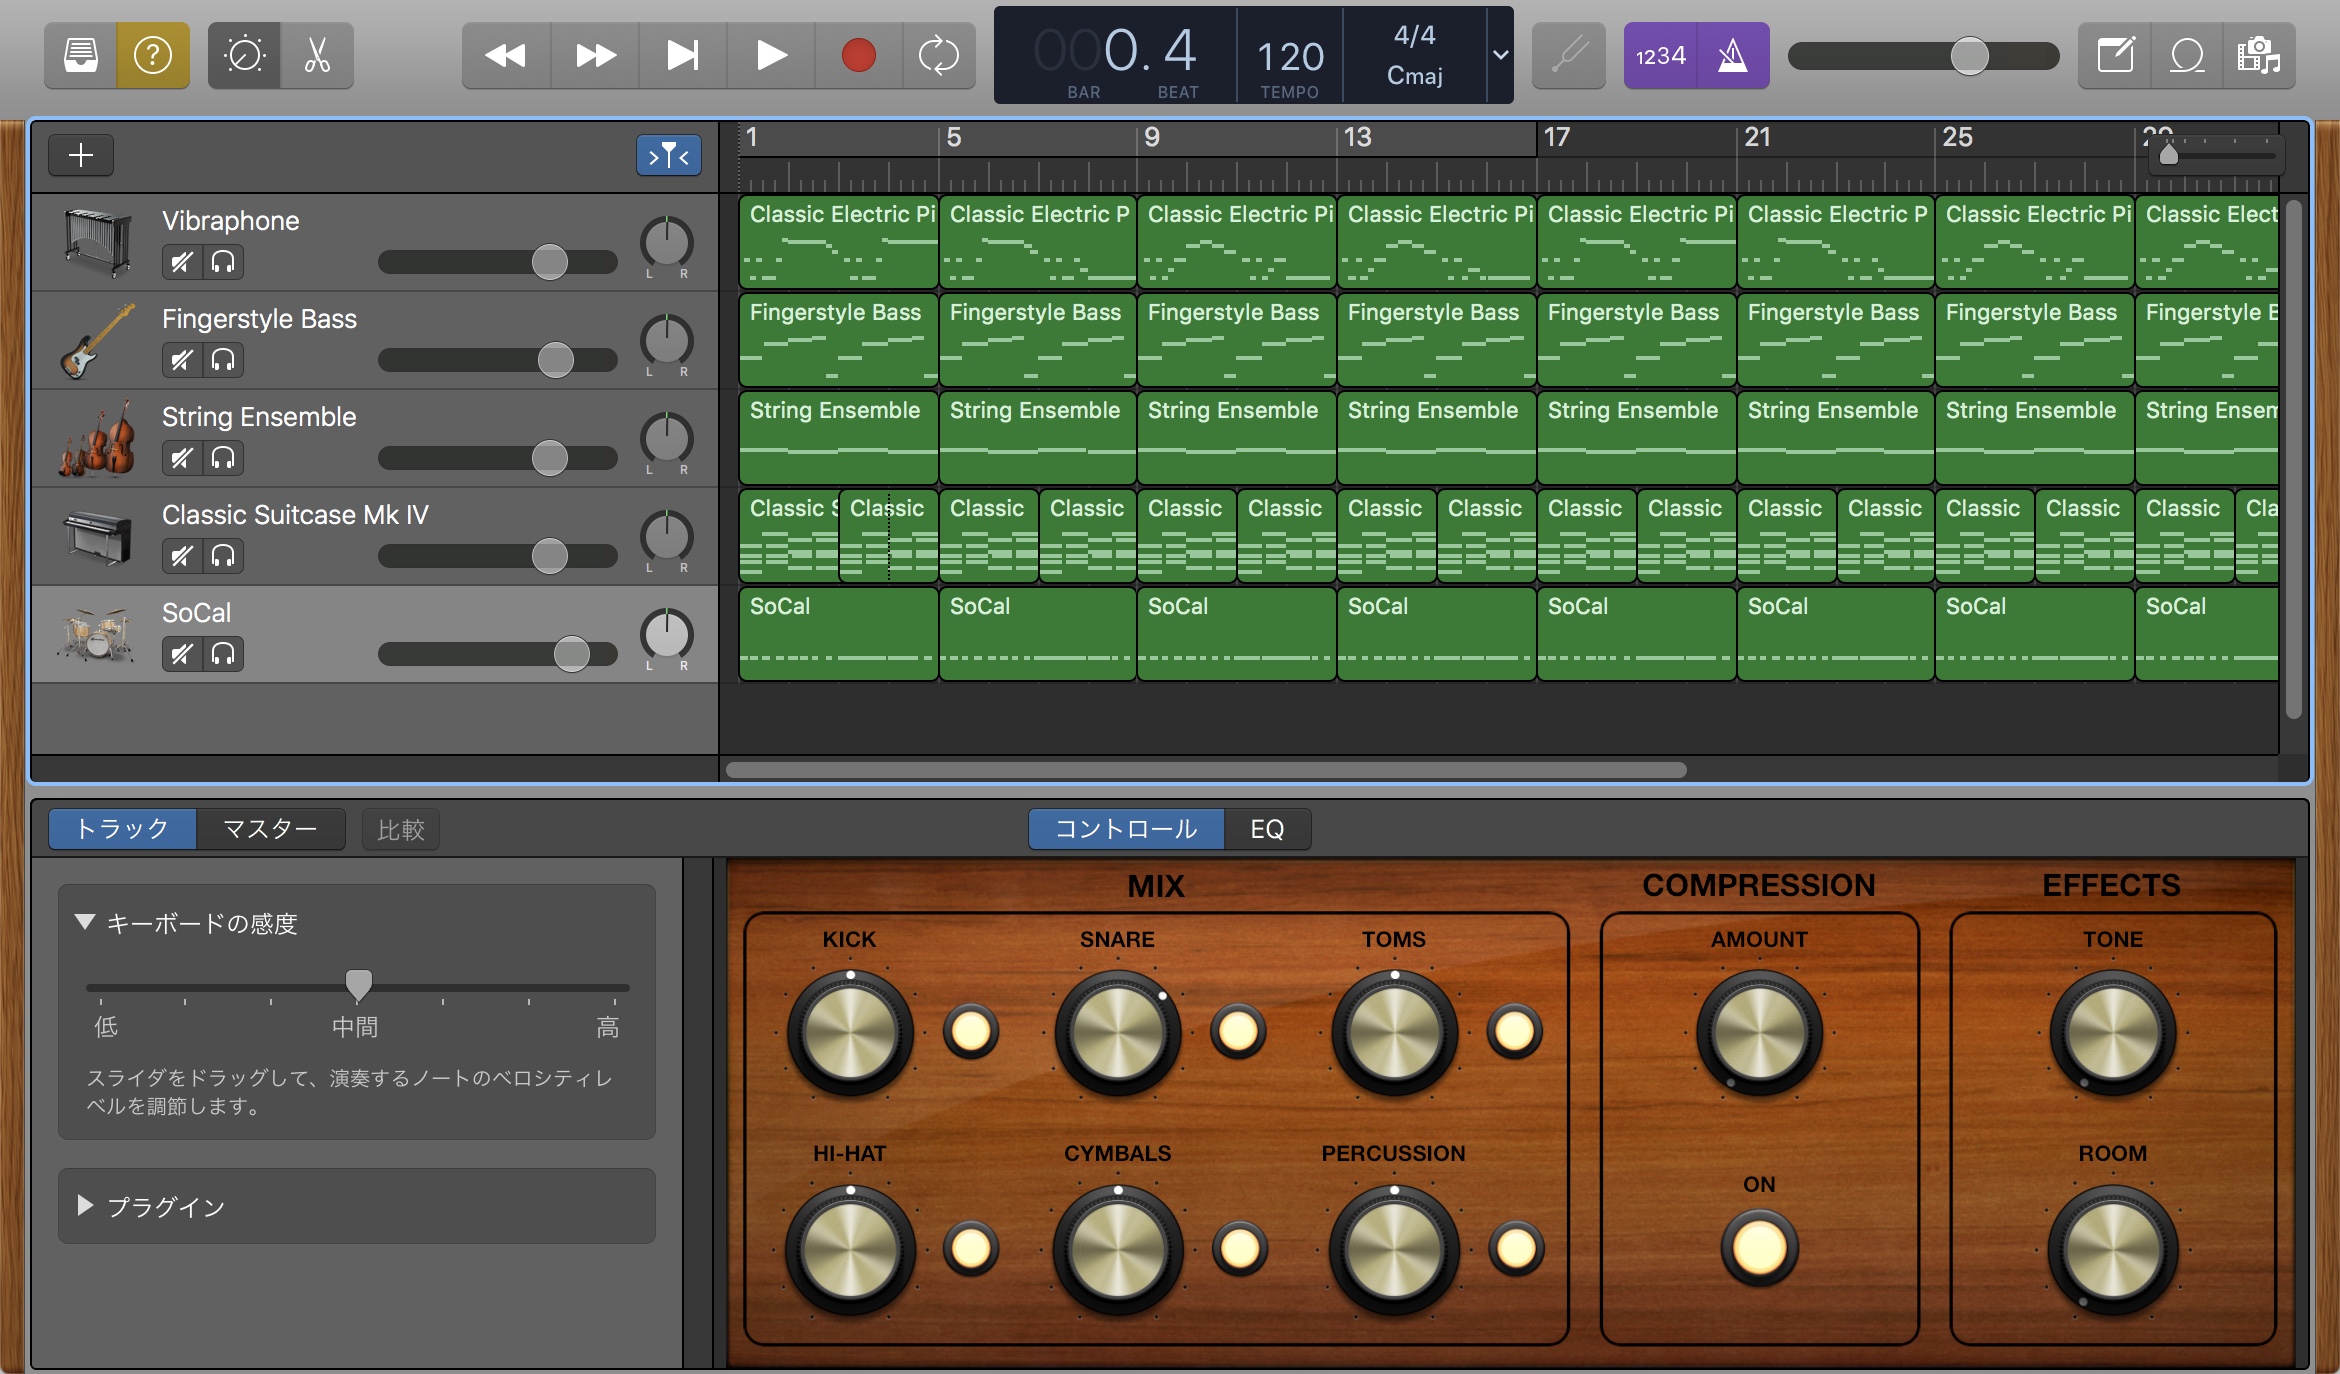 ?
000.4
BAR
BEAT
120
TEMPO
4/4
Cmaj
1234
1 5 9 13 17 21 25
Vibraphone
L R
Classic Electric Pi Classic Electric P Classic Electric Pi Classic Electric Pi Classic Electric Pi Classic Electric P Classic Electric Pi Classic Elect
Fingerstyle Bass
L R
Fingerstyle Bass Fingerstyle Bass Fingerstyle Bass Fingerstyle Bass Fingerstyle Bass Fingerstyle Bass Fingerstyle Bass Fingerstyle B
String Ensemble
L R
String Ensemble String Ensemble String Ensemble String Ensemble String Ensemble String Ensemble String Ensemble String Ensem
Classic Suitcase Mk IV
L R
Classic S Classic Classic Classic Classic Classic Classic Classic Classic Classic Classic Classic Classic Classic Classic Cla
SoCal
L R
SoCal SoCal SoCal SoCal SoCal SoCal SoCal SoCal
トラック マスター 比較
コントロール EQ
キーボードの感度
低 中間 高
スライダをドラッグして、演奏するノートのベロシティレ
ベルを調節します。
プラグイン
MIX
KICK SNARE TOMS
HI-HAT CYMBALS PERCUSSION
COMPRESSION
AMOUNT
ON
EFFECTS
TONE
ROOM